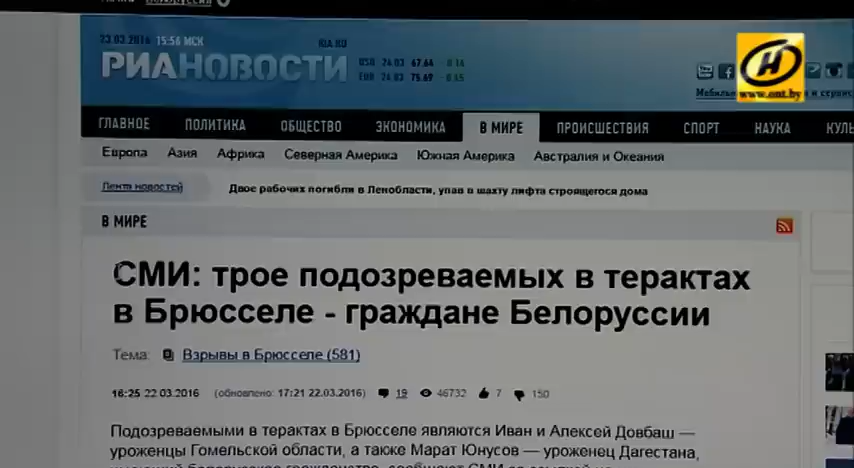 23.03.2016 15:56 МСК
RIA.RU
РИАНОВОСТИ
USD 24.03 67.64
EUR 24.03 75.69
www.ont.by
ГЛАВНОЕ ПОЛИТИКА ОБЩЕСТВО ЭКОНОМИКА В МИРЕ ПРОИСШЕСТВИЯ СПОРТ НАУКА КУЛЬ
Европа Азия Африка Северная Америка Южная Америка Австралия и Океания
Лента новостей Двое рабочих погибли в Ленобласти, упав в шахту лифта строящегося дома
В МИРЕ
СМИ: трое подозреваемых в терактах
в Брюсселе - граждане Белоруссии
Тема: Взрывы в Брюсселе (581)
16:25 22.03.2016 (обновлено: 17:21 22.03.2016) 19 46732 7 150
Подозреваемыми в терактах в Брюсселе являются Иван и Алексей Довбаш —
уроженцы Гомельской области, а также Марат Юнусов — уроженец Дагестана,